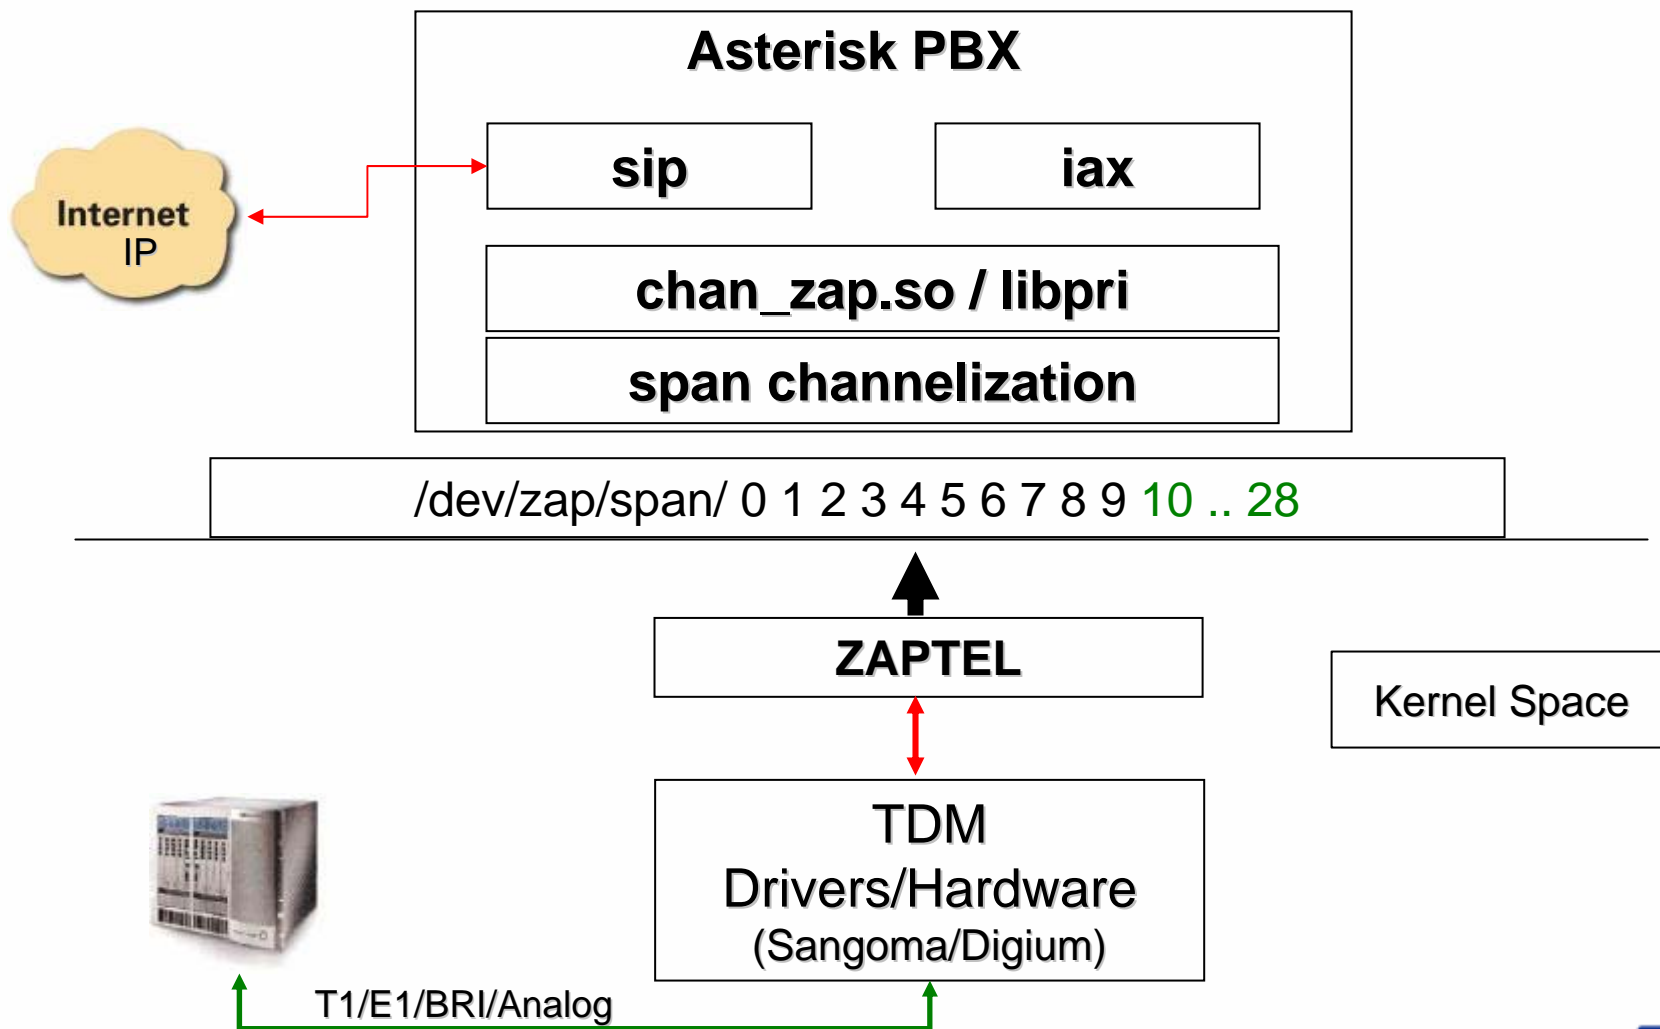 Asterisk PBX
sip
iax
Internet
IP
chan_zap.so / libpri
span channelization
/dev/zap/span/ 0 1 2 3 4 5 6 7 8 9 10 .. 28
ZAPTEL
Kernel Space
TDM
Drivers/Hardware
(Sangoma/Digium)
T1/E1/BRI/Analog